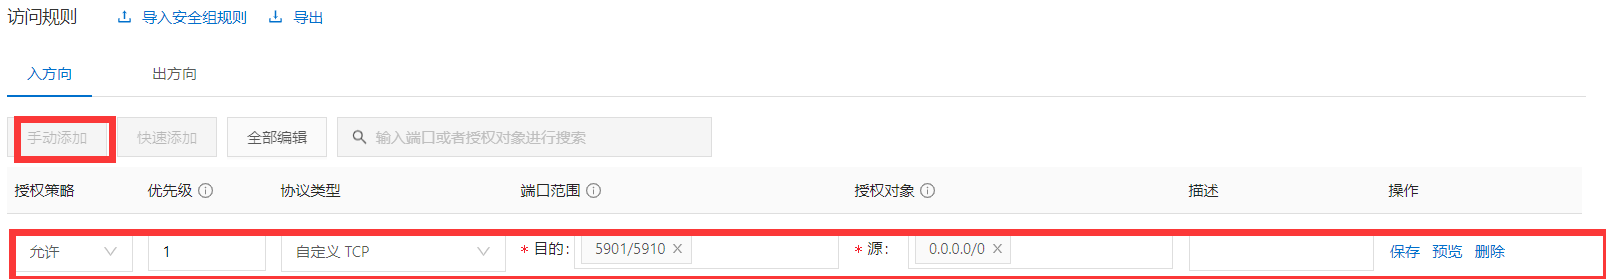 访问规则 导入安全组规则 导出
入方向 出方向
手动添加 快速添加 全部编辑 输入端口或者授权对象进行搜索
授权策略 优先级 协议类型 端口范围 授权对象 描述 操作
允许 1 自定义 TCP * 目的： 5901/5910 X * 源： 0.0.0.0/0 X 保存 预览 删除